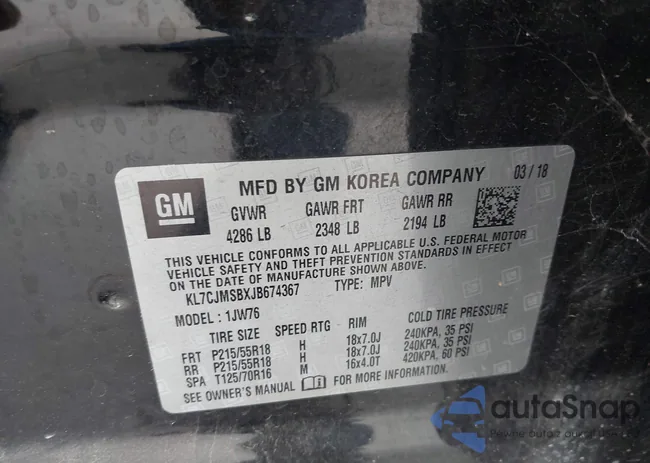 GM
MFD BY GM KOREA COMPANY 03 / 18
GVWR GAWR FRT GAWR RR
4286 LB 2348 LB 2194 LB
THIS VEHICLE CONFORMS TO ALL APPLICABLE U.S. FEDERAL MOTOR
VEHICLE SAFETY AND THEFT PREVENTION STANDARDS IN EFFECT
ON THE DATE OF MANUFACTURE SHOWN ABOVE.
KL7CJMSBXJB674367 TYPE: MPV
MODEL : 1JW76
TIRE SIZE SPEED RTG RIM COLD TIRE PRESSURE
FRT P215/55R18 H 18x7.0J 240KPA, 35 PSI
RR P215/55R18 H 18x7.0J 240KPA, 35 PSI
SPA T125/70R16 M 16x4.0T 420KPA, 60 PSI
SEE OWNER'S MANUAL FOR MORE INFORMATION.
autoSnap
Pewne auto z aukcji